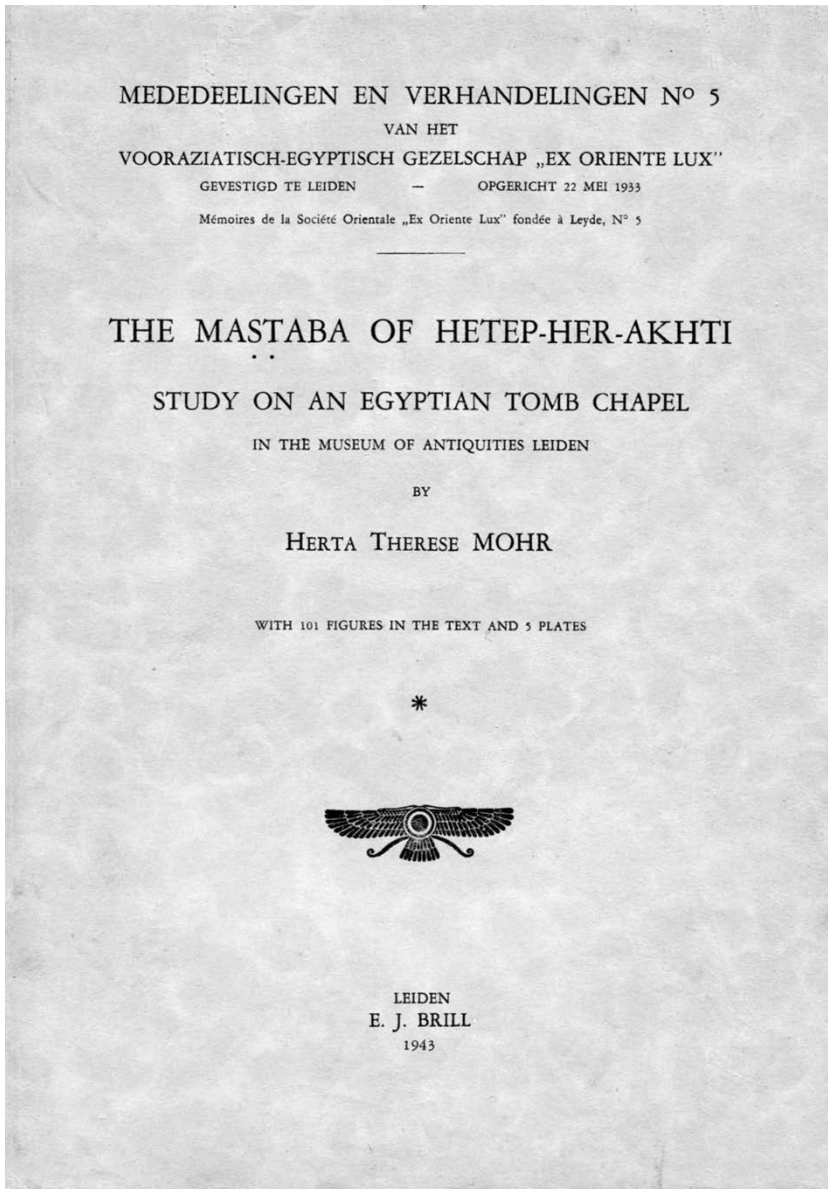 MEDEDEELINGEN EN VERHANDELINGEN Nº 5
VAN HET
VOORAZIATISCH-EGYPTISCH GEZELSCHAP „EX ORIENTE LUX”
GEVESTIGD TE LEIDEN — OPGERICHT 22 MEI 1933
Mémoires de la Société Orientale „Ex Oriente Lux” fondée à Leyde, N° 5
THE MASTABA OF HETEP-HER-AKHTI
STUDY ON AN EGYPTIAN TOMB CHAPEL
IN THE MUSEUM OF ANTIQUITIES LEIDEN
BY
HERTA THERESE MOHR
WITH 101 FIGURES IN THE TEXT AND 5 PLATES
*
LEIDEN
E. J. BRILL
1943